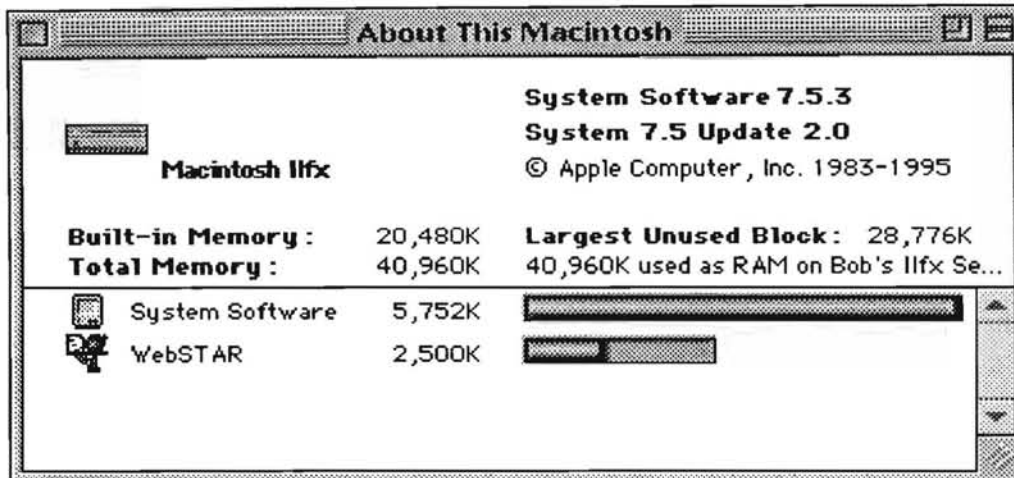 About This Macintosh
System Software 7.5.3
System 7.5 Update 2.0
Macintosh IIfx
© Apple Computer, Inc. 1983-1995
Built-in Memory : 20,480K Largest Unused Block : 28,776K
Total Memory : 40,960K 40,960K used as RAM on Bob's IIfx Se...
System Software 5,752K
WebSTAR 2,500K